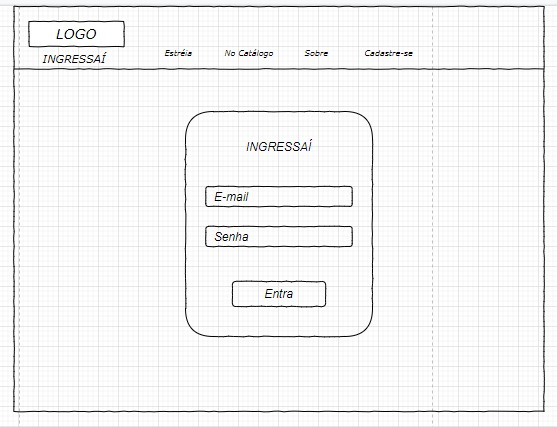 LOGO
INGRESSAÍ
Estréia No Catálogo Sobre Cadastre-se
INGRESSAÍ
E-mail
Senha
Entra